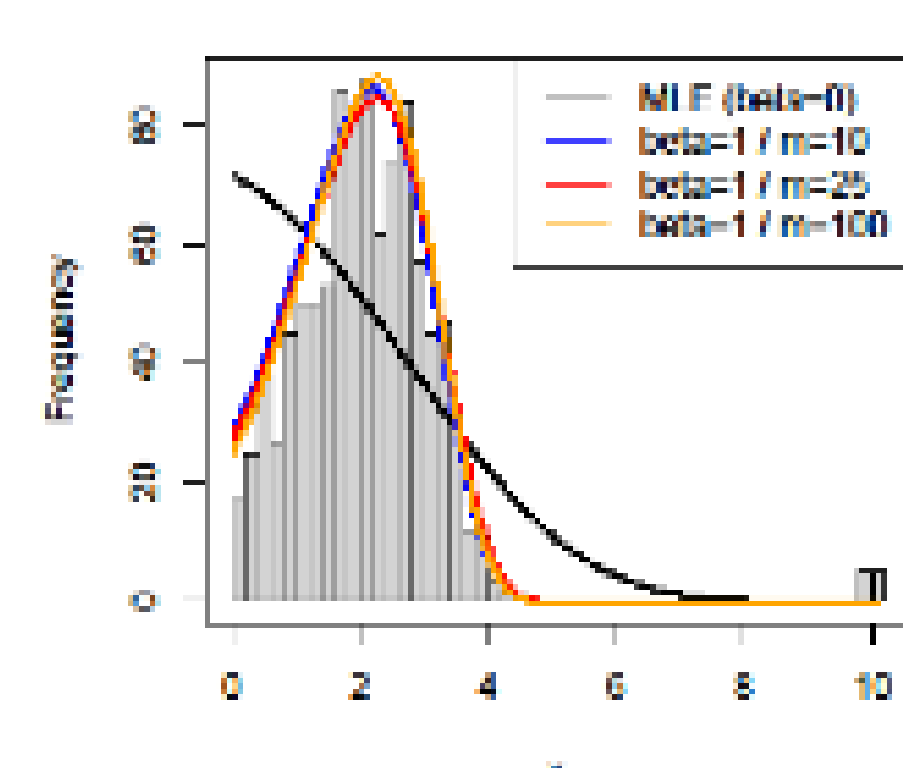 MLE (beta=0)
beta=1 / m=10
beta=1 / m=25
beta=1 / m=100
Frequency
80
60
40
20
0
0 2 4 6 8 10